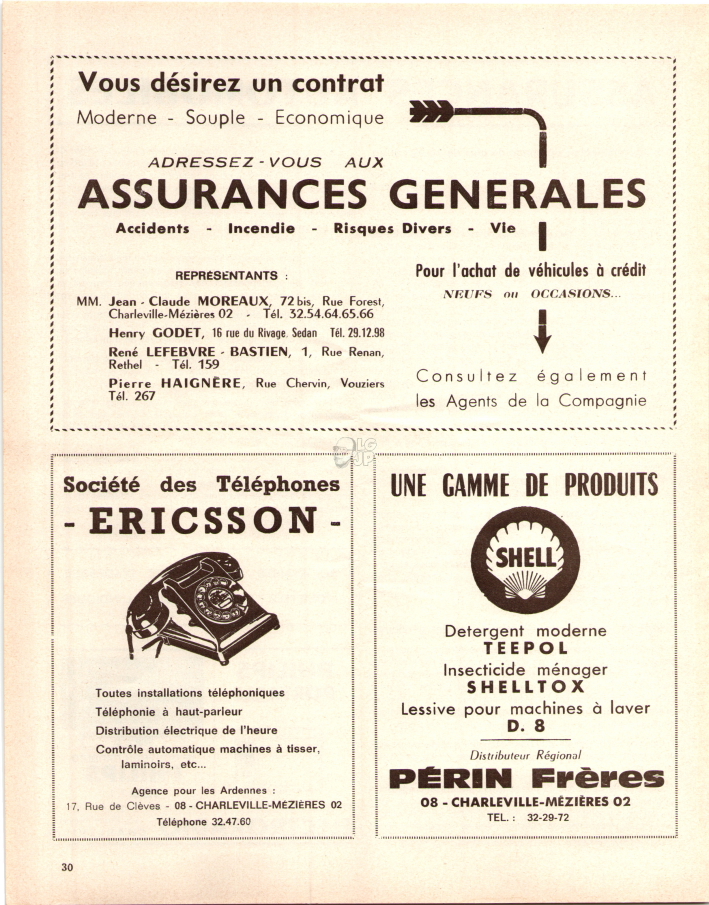 Vous désirez un contrat
Moderne - Souple - Economique
ADRESSEZ-VOUS AUX
ASSURANCES GENERALES
Accidents - Incendie - Risques Divers - Vie
REPRÉSENTANTS :
MM. Jean - Claude MOREAUX, 72 bis, Rue Forest,
Charleville-Mézières 02 - Tél. 32.54.64.65.66
Henry GODET, 16 rue du Rivage. Sedan Tél. 29.12.98
René LEFEBVRE - BASTIEN, 1, Rue Renan,
Rethel - Tél. 159
Pierre HAIGNÈRE, Rue Chervin, Vouziers
Tél. 267
Pour l'achat de véhicules à crédit
NEUFS ou OCCASIONS...
Consultez également
les Agents de la Compagnie
LG
JP
Société des Téléphones
- ERICSSON -
Toutes installations téléphoniques
Téléphonie à haut-parleur
Distribution électrique de l'heure
Contrôle automatique machines à tisser,
laminoirs, etc...
Agence pour les Ardennes :
17, Rue de Clèves - 08 - CHARLEVILLE-MÉZIÈRES 02
Téléphone 32.47.60
UNE GAMME DE PRODUITS
SHELL
Detergent moderne
TEEPOL
Insecticide ménager
SHELLTOX
Lessive pour machines à laver
D. 8
Distributeur Régional
PÉRIN Frères
08 - CHARLEVILLE-MÉZIÈRES 02
TEL. : 32-29-72
30